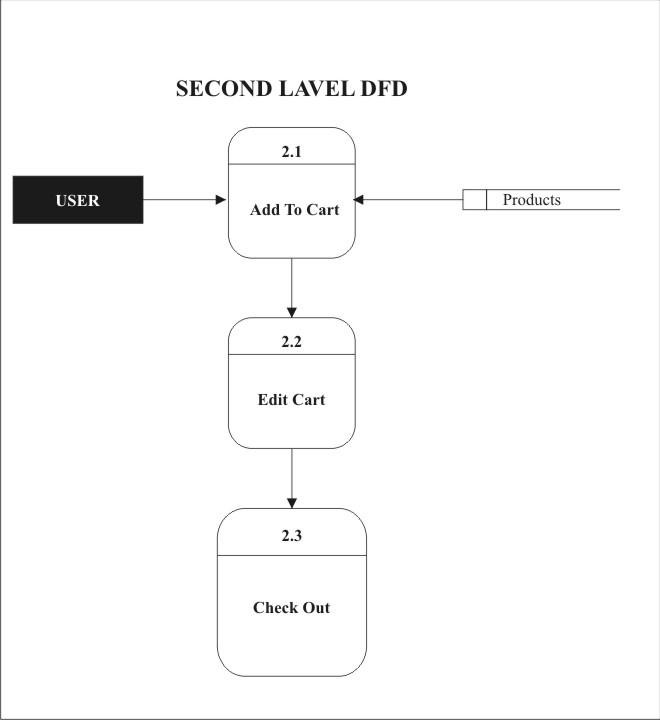 SECOND LAVEL DFD
2.1
USER
Add To Cart
Products
2.2
Edit Cart
2.3
Check Out